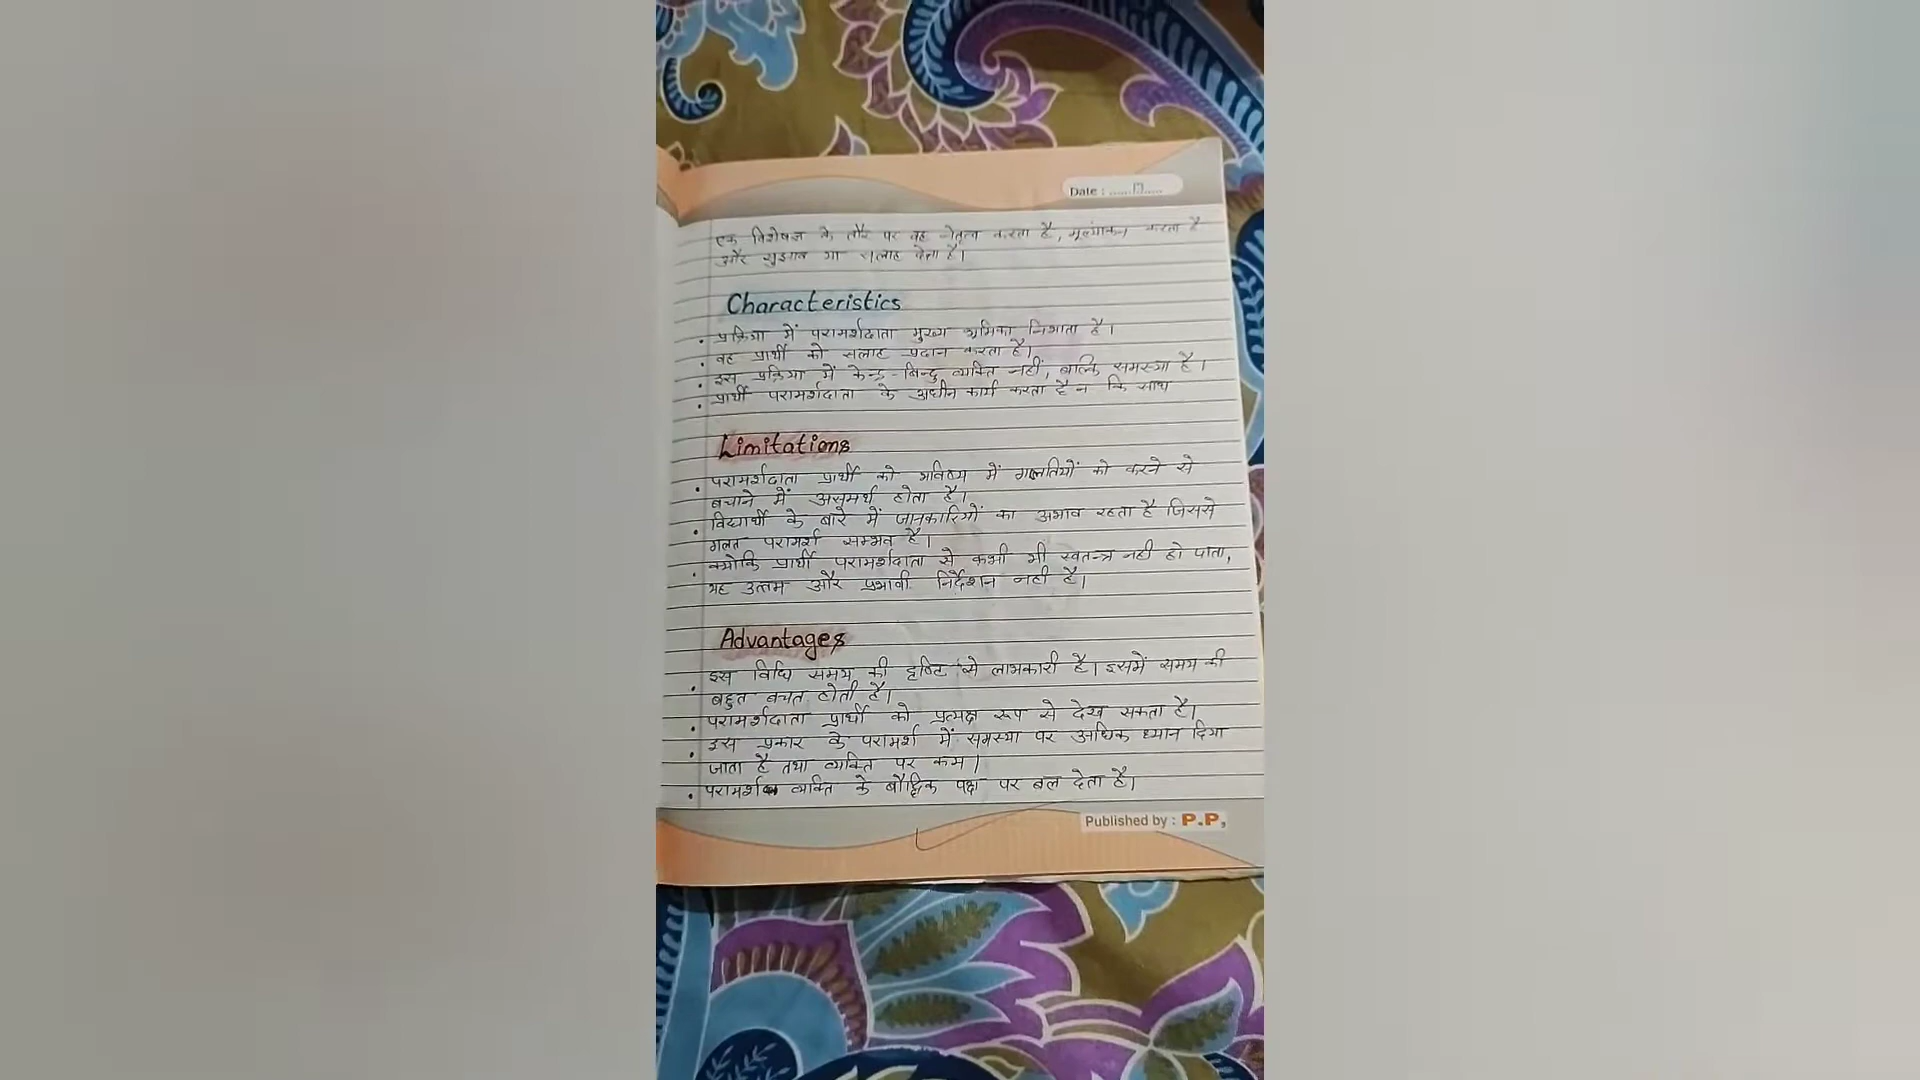 Date : ......17......
एक विशेषज्ञ के तौर पर वह नेतृत्व करता है, मूल्यांकन करता है
और सुझाव या सलाह देता है।
Characteristics
• प्रक्रिया में परामर्शदाता मुख्य भूमिका निभाता है।
• वह प्रार्थी को सलाह प्रदान करता है।
• इस प्रक्रिया में केन्द्र-बिन्दु व्यक्ति नहीं, बल्कि समस्या है।
• प्रार्थी परामर्शदाता के अधीन कार्य करता है न कि साथ
Limitations
• परामर्शदाता प्रार्थी को भविष्य में गलतियों को करने से
बचाने में असमर्थ होता है।
• विद्यार्थी के बारे में जानकारियों का अभाव रहता है जिससे
गलत परामर्श सम्भव है।
• क्योकि प्रार्थी परामर्शदाता से कभी भी स्वतन्त्र नही हो पाता,
यह उत्तम और प्रभावी निर्देशन नही है।
Advantages
• इस विधि समय की दृष्टि से लाभकारी है। इसमें समय की
बहुत बचत होती है।
• परामर्शदाता प्रार्थी को प्रत्यक्ष रूप से देख सकता है।
• इस प्रकार के परामर्श में समस्या पर अधिक ध्यान दिया
जाता है तथा व्यक्ति पर कम।
• परामर्श व्यक्ति के बौद्धिक पक्ष पर बल देता है।
Published by : P.P,